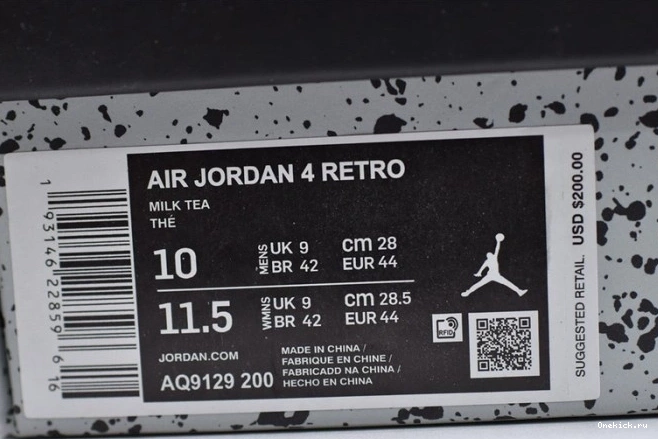 AIR JORDAN 4 RETRO
MILK TEA
THÉ
10 MENS UK 9 cm 28
BR 42 EUR 44
11.5 WMNS UK 9 cm 28.5
BR 42 EUR 44
RFID
JORDAN.COM
AQ9129 200
MADE IN CHINA /
FABRIQUE EN CHINE /
FABRICADO NA CHINA /
HECHO EN CHINA
1 93146 22859 6 16
SUGGESTED RETAIL. USD $200.00
Onekick.ru